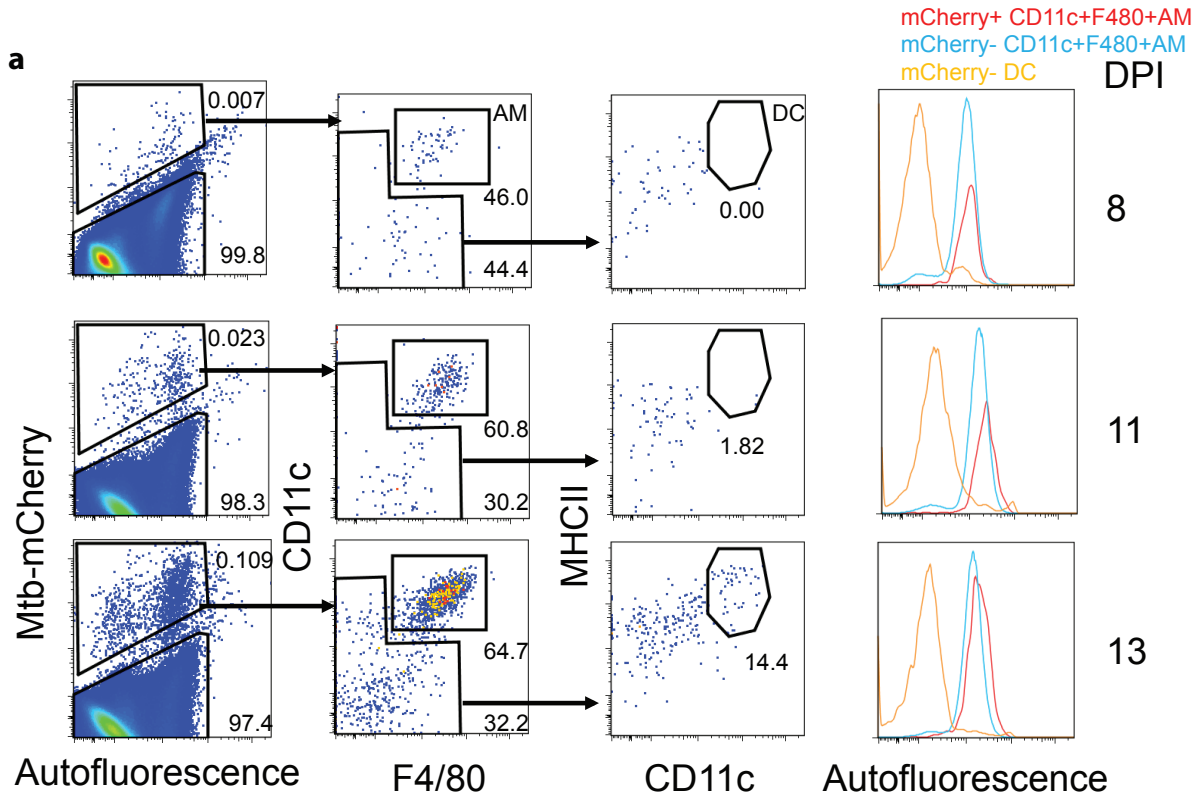 mCherry+ CD11c+F480+AM
mCherry- CD11c+F480+AM
mCherry- DC
DPI
a
0.007
99.8
AM
46.0
44.4
DC
0.00
8
0.023
98.3
60.8
30.2
1.82
11
0.109
97.4
64.7
32.2
14.4
13
Mtb-mCherry
CD11c
MHCII
Autofluorescence
F4/80
CD11c
Autofluorescence